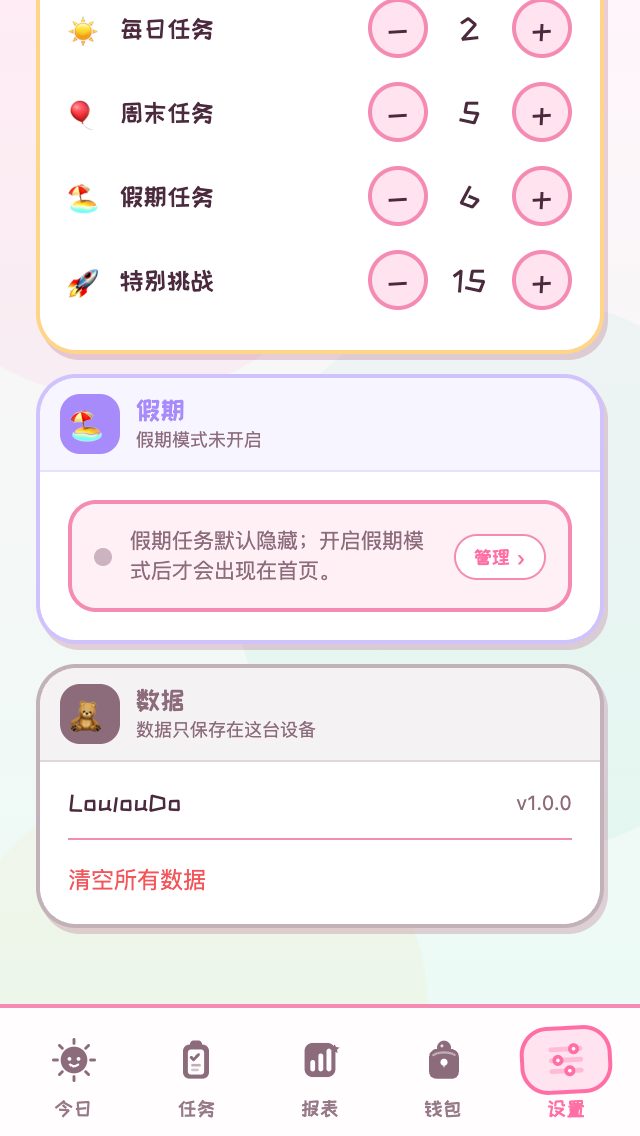 每日任务 − 2 +
周末任务 − 5 +
假期任务 − 6 +
特别挑战 − 15 +
假期
假期模式未开启
假期任务默认隐藏；开启假期模
式后才会出现在首页。
管理 ›
数据
数据只保存在这台设备
LoulouDo v1.0.0
清空所有数据
今日 任务 报表 钱包 设置